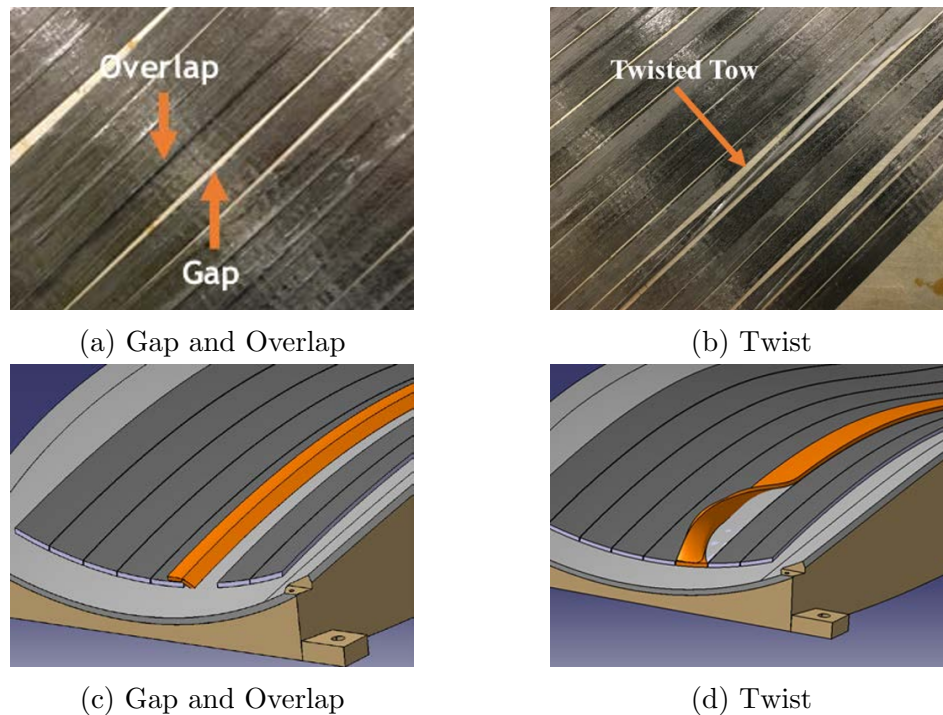 Overlap
Gap
Twisted Tow
(a) Gap and Overlap
(b) Twist
(c) Gap and Overlap
(d) Twist